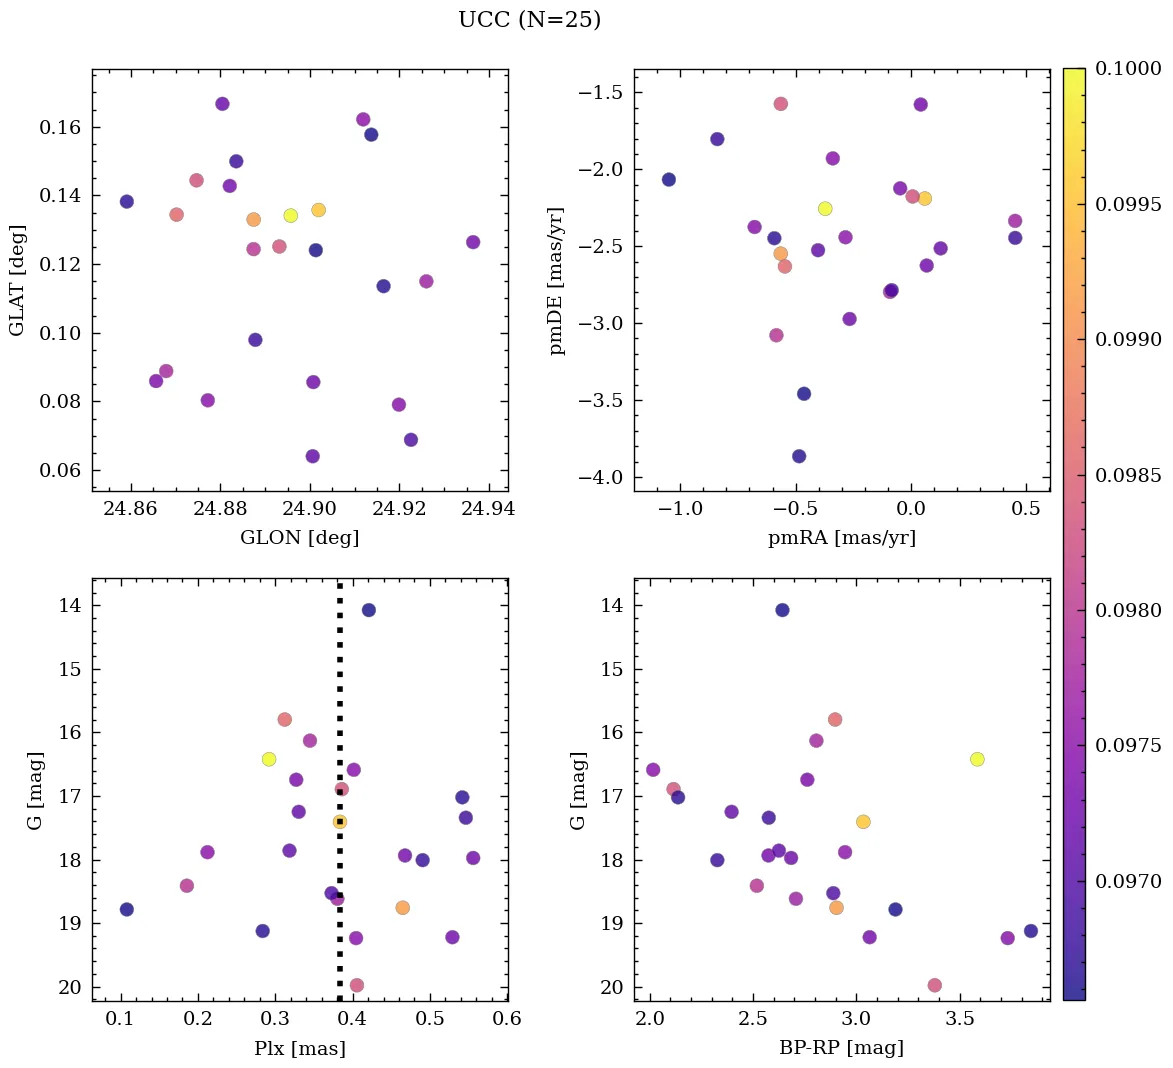 UCC (N=25)
0.16
0.14
0.12
0.10
0.08
0.06
GLAT [deg]
24.86 24.88 24.90 24.92 24.94
GLON [deg]
−1.5
−2.0
−2.5
−3.0
−3.5
−4.0
pmDE [mas/yr]
−1.0 −0.5 0.0 0.5
pmRA [mas/yr]
14
15
16
17
18
19
20
G [mag]
0.1 0.2 0.3 0.4 0.5 0.6
Plx [mas]
14
15
16
17
18
19
20
G [mag]
2.0 2.5 3.0 3.5
BP-RP [mag]
0.1000
0.0995
0.0990
0.0985
0.0980
0.0975
0.0970